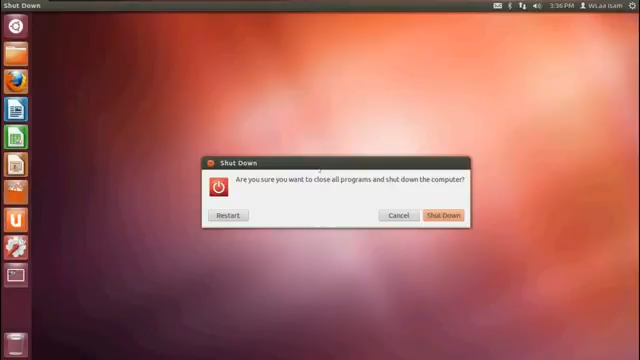 Shut Down
3:36 PM
WLaa Isam
Shut Down
Are you sure you want to close all programs and shut down the computer?
Restart
Cancel
Shut Down